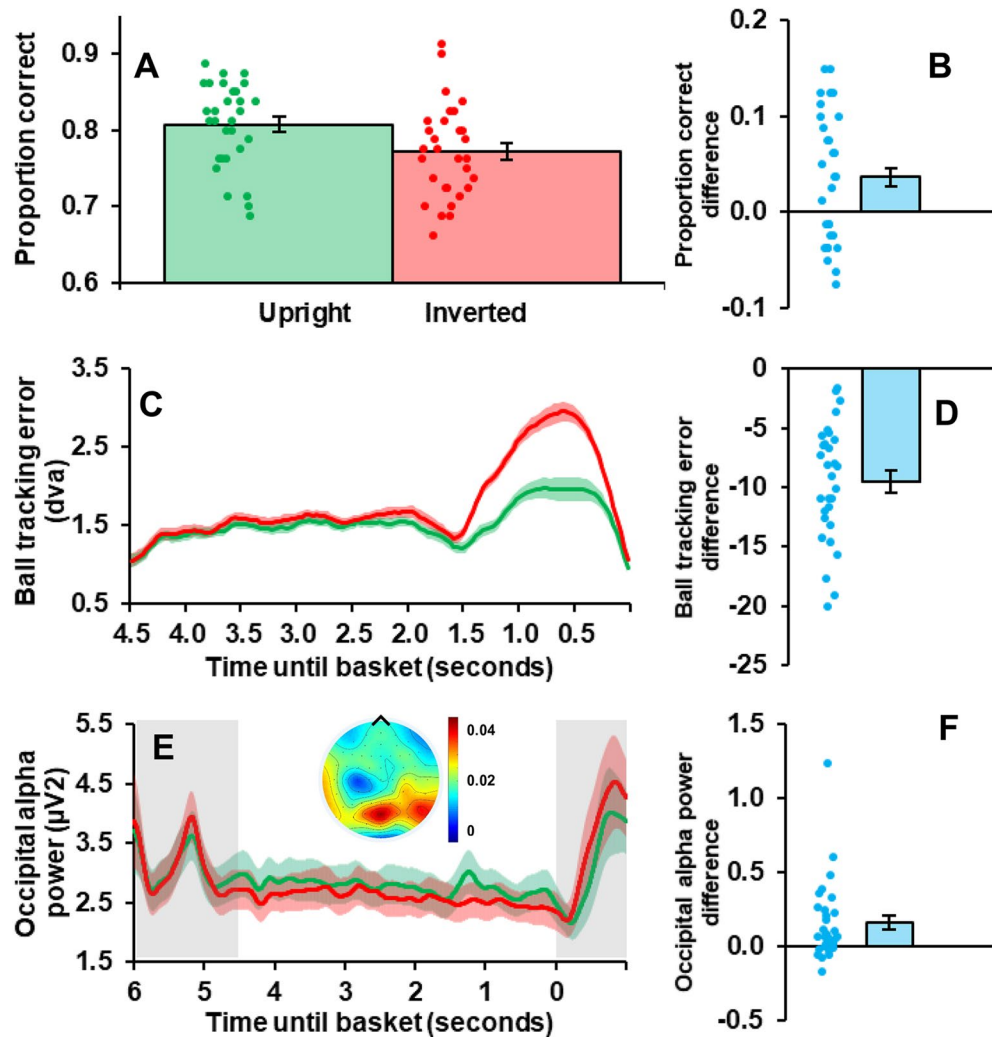 A
Proportion correct
0.9
0.8
0.7
0.6
Upright
Inverted
B
Proportion correct
difference
0.2
0.1
0.0
-0.1
C
Ball tracking error
(dva)
3.5
2.5
1.5
0.5
4.5 4.0 3.5 3.0 2.5 2.0 1.5 1.0 0.5
Time until basket (seconds)
D
Ball tracking error
difference
0
-5
-10
-15
-20
-25
E
Occipital alpha
power (µV2)
5.5
4.5
3.5
2.5
1.5
0.04
0.02
0
6 5 4 3 2 1 0
Time until basket (seconds)
F
Occipital alpha power
difference
1.5
1.0
0.5
0.0
-0.5